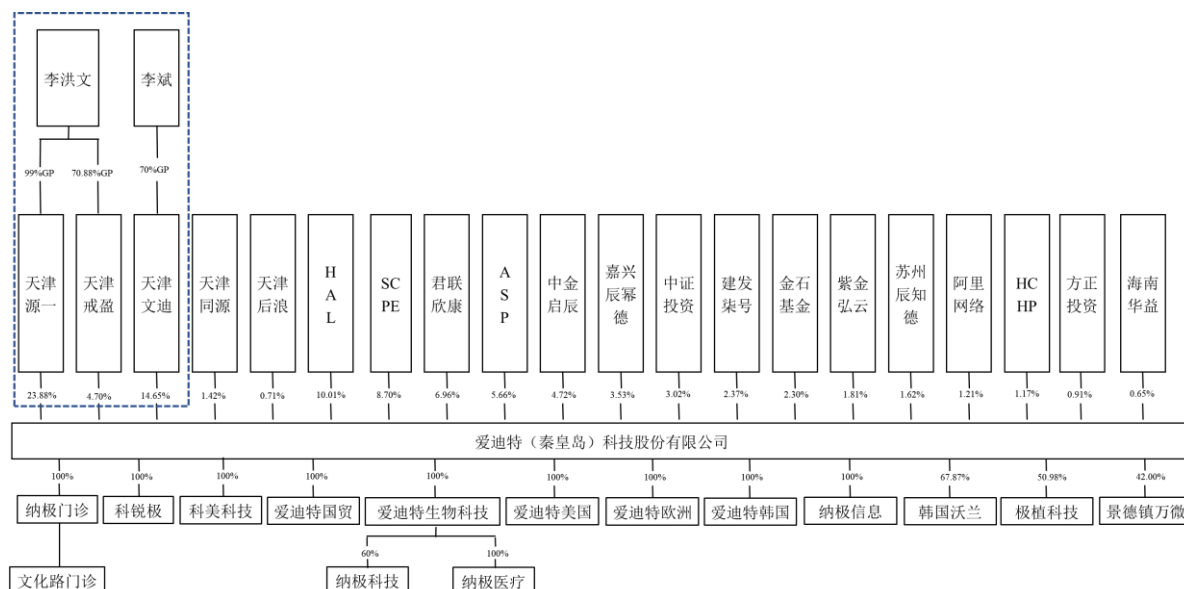 李洪文
李斌
99%GP
70.88%GP
70%GP
天津
源一
天津
戒盈
天津
文迪
天津
同源
天津
后浪
H
A
L
SC
PE
君联
欣康
A
S
P
中金
启辰
嘉兴
辰幂
德
中证
投资
建发
柒号
金石
基金
紫金
弘云
苏州
辰知
德
阿里
网络
HC
HP
方正
投资
海南
华益
23.88%
4.70%
14.65%
1.42%
0.71%
10.01%
8.70%
6.96%
5.66%
4.72%
3.53%
3.02%
2.37%
2.30%
1.81%
1.62%
1.21%
1.17%
0.91%
0.65%
爱迪特（秦皇岛）科技股份有限公司
100%
100%
100%
100%
100%
100%
100%
100%
100%
67.87%
50.98%
42.00%
纳极门诊
科锐极
科美科技
爱迪特国贸
爱迪特生物科技
爱迪特美国
爱迪特欧洲
爱迪特韩国
纳极信息
韩国沃兰
极植科技
景德镇万微
60%
100%
文化路门诊
纳极科技
纳极医疗